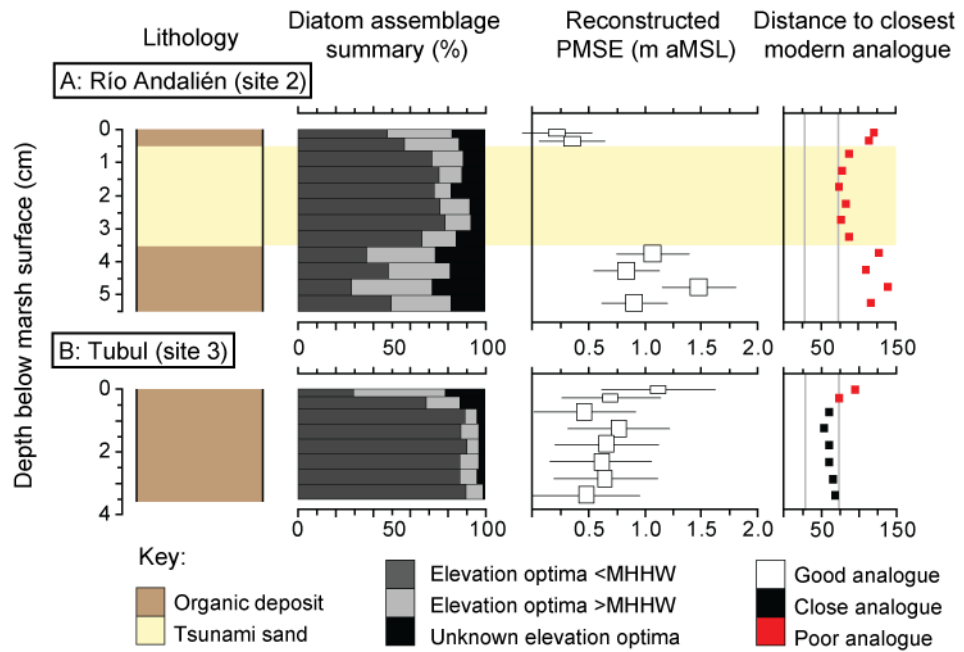 Lithology
Diatom assemblage
summary (%)
Reconstructed
PMSE (m aMSL)
Distance to closest
modern analogue
A: Río Andalién (site 2)
Depth below marsh surface (cm)
0
1
2
3
4
5
0 50 100
0.5 1.0 1.5 2.0
50 150
B: Tubul (site 3)
0
2
4
0 50 100
0.5 1.0 1.5 2.0
50 150
Key:
Organic deposit
Tsunami sand
Elevation optima <MHHW
Elevation optima >MHHW
Unknown elevation optima
Good analogue
Close analogue
Poor analogue